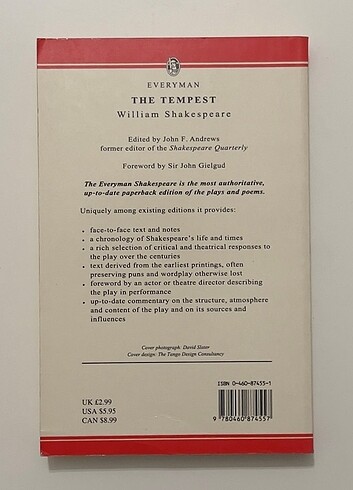 EVERYMAN
THE TEMPEST
William Shakespeare
Edited by John F. Andrews
former editor of the Shakespeare Quarterly
Foreword by Sir John Gielgud
The Everyman Shakespeare is the most authoritative,
up-to-date paperback edition of the plays and poems.
Uniquely among existing editions it provides:
• face-to-face text and notes
• a chronology of Shakespeare's life and times
• a rich selection of critical and theatrical responses to
the play over the centuries
• text derived from the earliest printings, often
preserving puns and wordplay otherwise lost
• foreword by an actor or theatre director describing
the play in performance
• up-to-date commentary on the structure, atmosphere
and content of the play and on its sources and
influences
Cover photograph: David Slater
Cover design: The Tango Design Consultancy
ISBN 0-460-87455-1
UK £2.99
USA $5.95
CAN $8.99
9 780460 874557